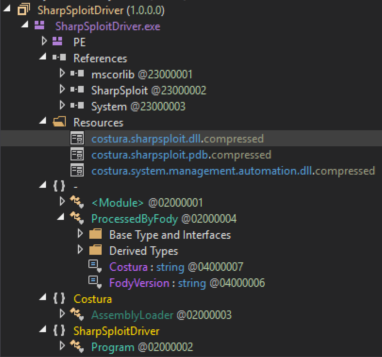 SharpSploitDriver (1.0.0.0)
SharpSploitDriver.exe
PE
References
mscorlib @23000001
SharpSploit @23000002
System @23000003
Resources
costura.sharpsploit.dll.compressed
costura.sharpsploit.pdb.compressed
costura.system.management.automation.dll.compressed
{ } -
<Module> @02000001
ProcessedByFody @02000004
Base Type and Interfaces
Derived Types
Costura : string @04000007
FodyVersion : string @04000006
{ } Costura
AssemblyLoader @02000003
{ } SharpSploitDriver
Program @02000002